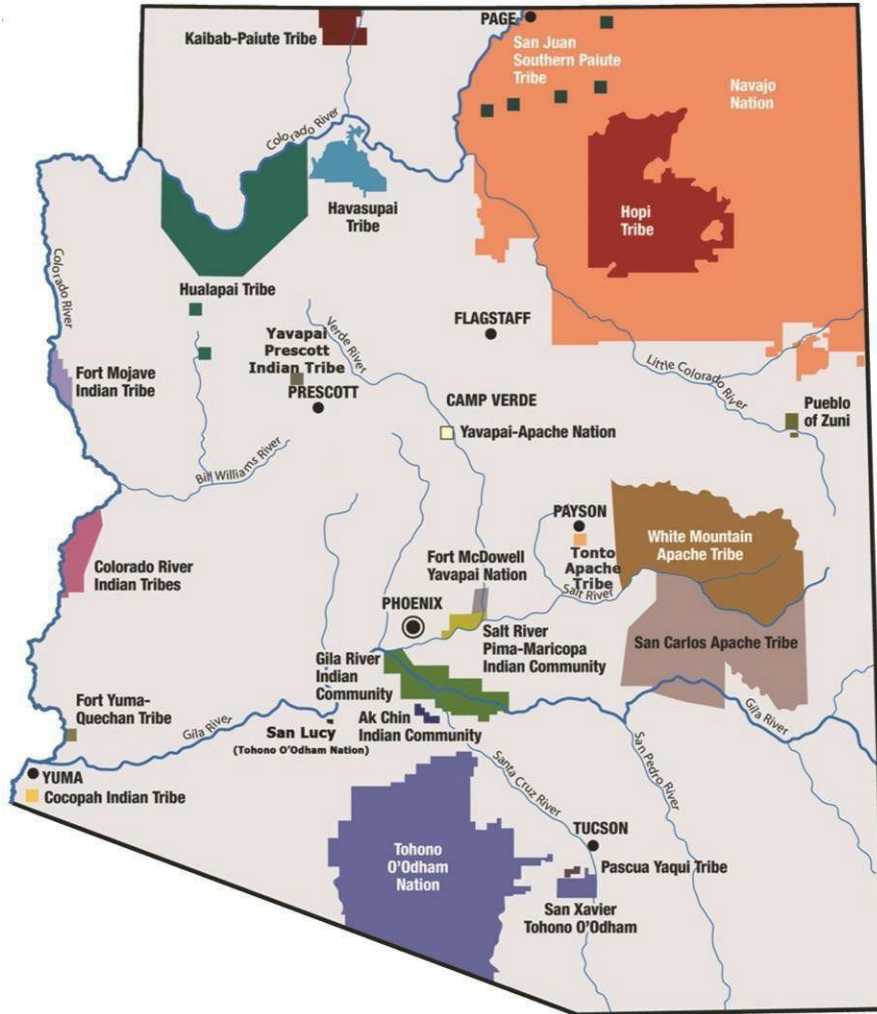 Kaibab-Paiute Tribe
PAGE
San Juan
Southern Paiute
Tribe
Navajo
Nation
Colorado River
Havasupai
Tribe
Hopi
Tribe
Colorado River
Hualapai Tribe
Verde River
FLAGSTAFF
Yavapai
Prescott
Indian Tribe
Fort Mojave
Indian Tribe
PRESCOTT
Little Colorado River
CAMP VERDE
Pueblo
of Zuni
Yavapai-Apache Nation
Bill Williams River
PAYSON
White Mountain
Apache Tribe
Tonto
Apache
Tribe
Fort McDowell
Yavapai Nation
Colorado River
Indian Tribes
Salt River
PHOENIX
Salt River
Pima-Maricopa
Indian Community
San Carlos Apache Tribe
Gila River
Indian
Community
Fort Yuma-
Quechan Tribe
Gila River
Gila River
San Lucy
(Tohono O'Odham Nation)
Ak Chin
Indian Community
Santa Cruz River
San Pedro River
YUMA
Cocopah Indian Tribe
TUCSON
Tohono
O'Odham
Nation
Pascua Yaqui Tribe
San Xavier
Tohono O'Odham